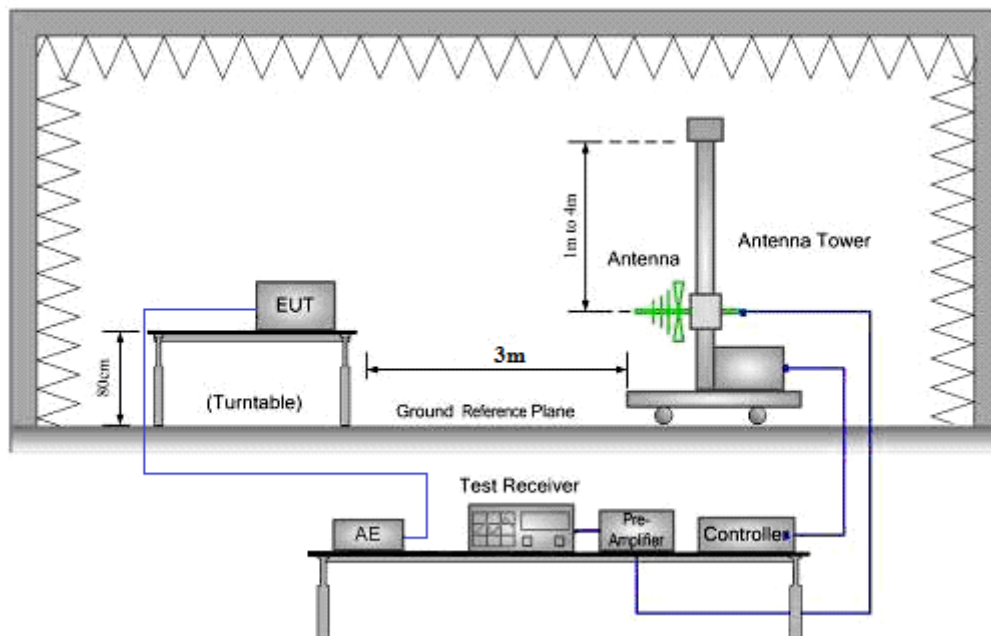 1m to 4m
Antenna Tower
Antenna
EUT
80cm
3m
(Turntable)
Ground Reference Plane
Test Receiver
AE
Pre-
Amplifier
Controller